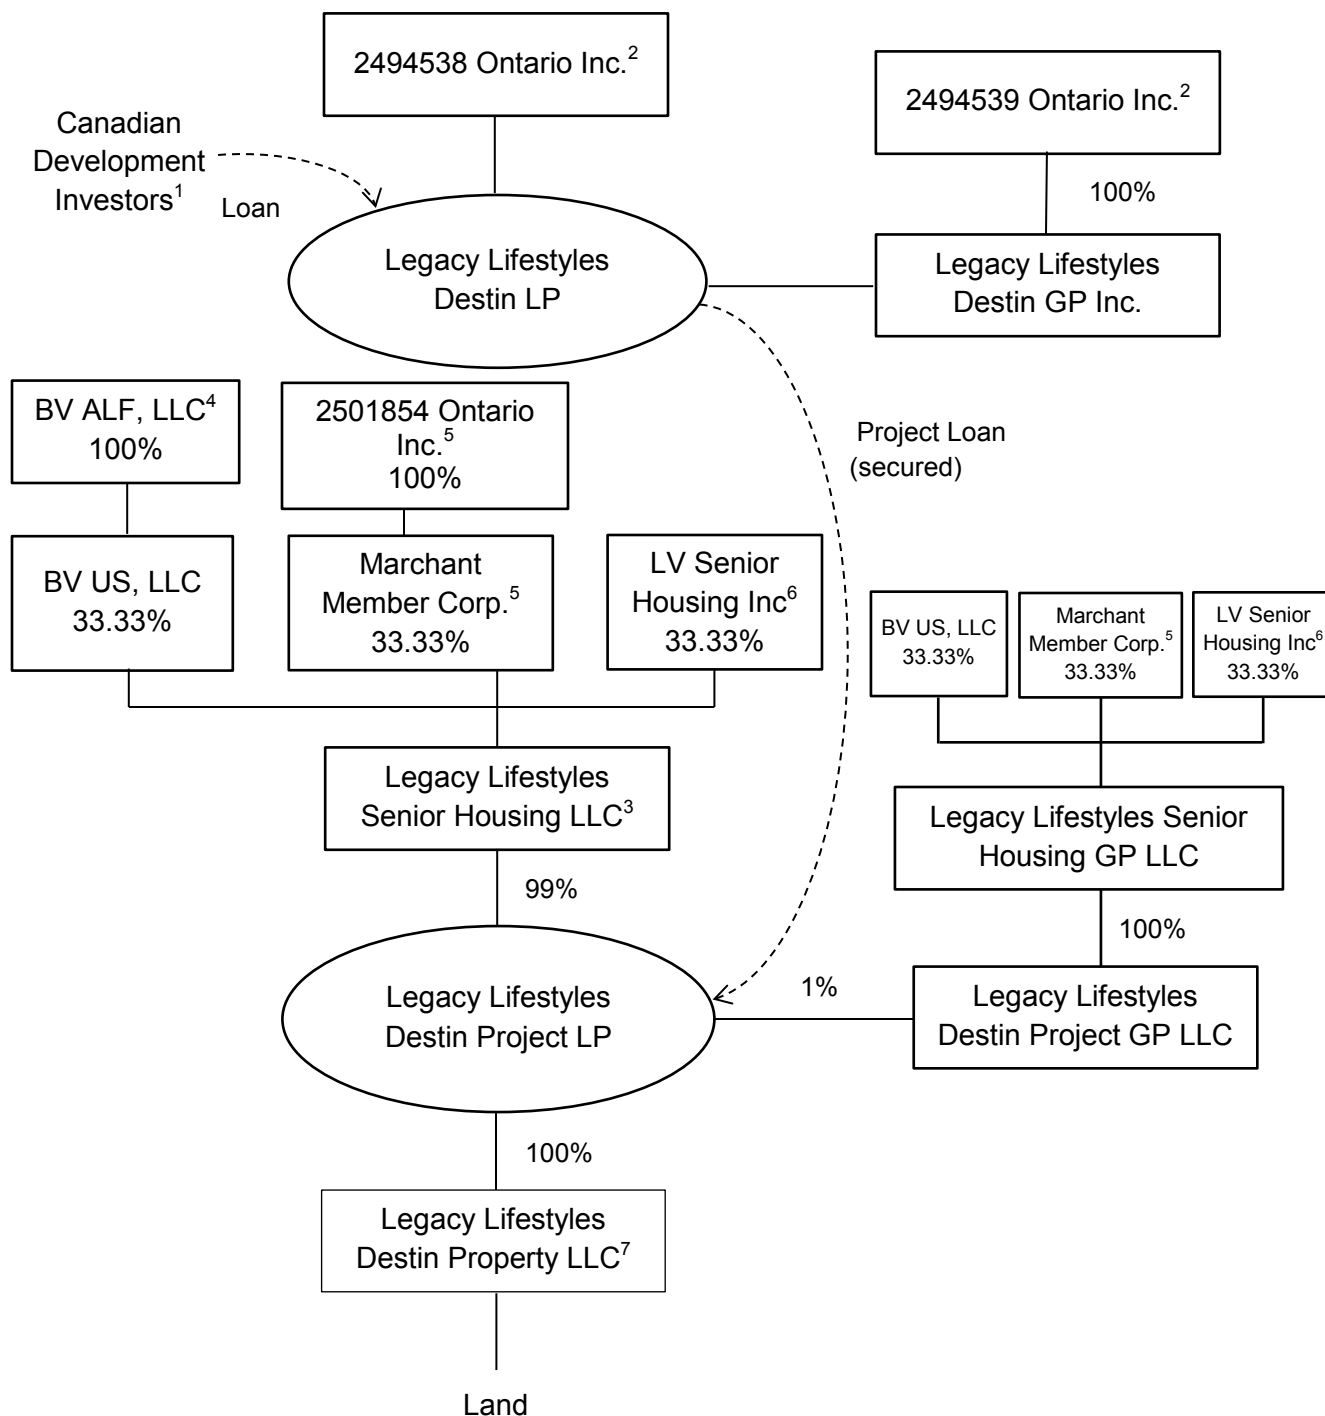 2494538 Ontario Inc.2
2494539 Ontario Inc.2
Canadian
Development
Investors1
Loan
100%
Legacy Lifestyles
Destin LP
Legacy Lifestyles
Destin GP Inc.
BV ALF, LLC4
100%
2501854 Ontario
Inc.5
100%
Project Loan
(secured)
BV US, LLC
33.33%
Marchant
Member Corp.5
33.33%
LV Senior
Housing Inc6
33.33%
BV US, LLC
33.33%
Marchant
Member Corp.5
33.33%
LV Senior
Housing Inc6
33.33%
Legacy Lifestyles
Senior Housing LLC3
Legacy Lifestyles Senior
Housing GP LLC
99%
100%
Legacy Lifestyles
Destin Project LP
1%
Legacy Lifestyles
Destin Project GP LLC
100%
Legacy Lifestyles
Destin Property LLC7
Land